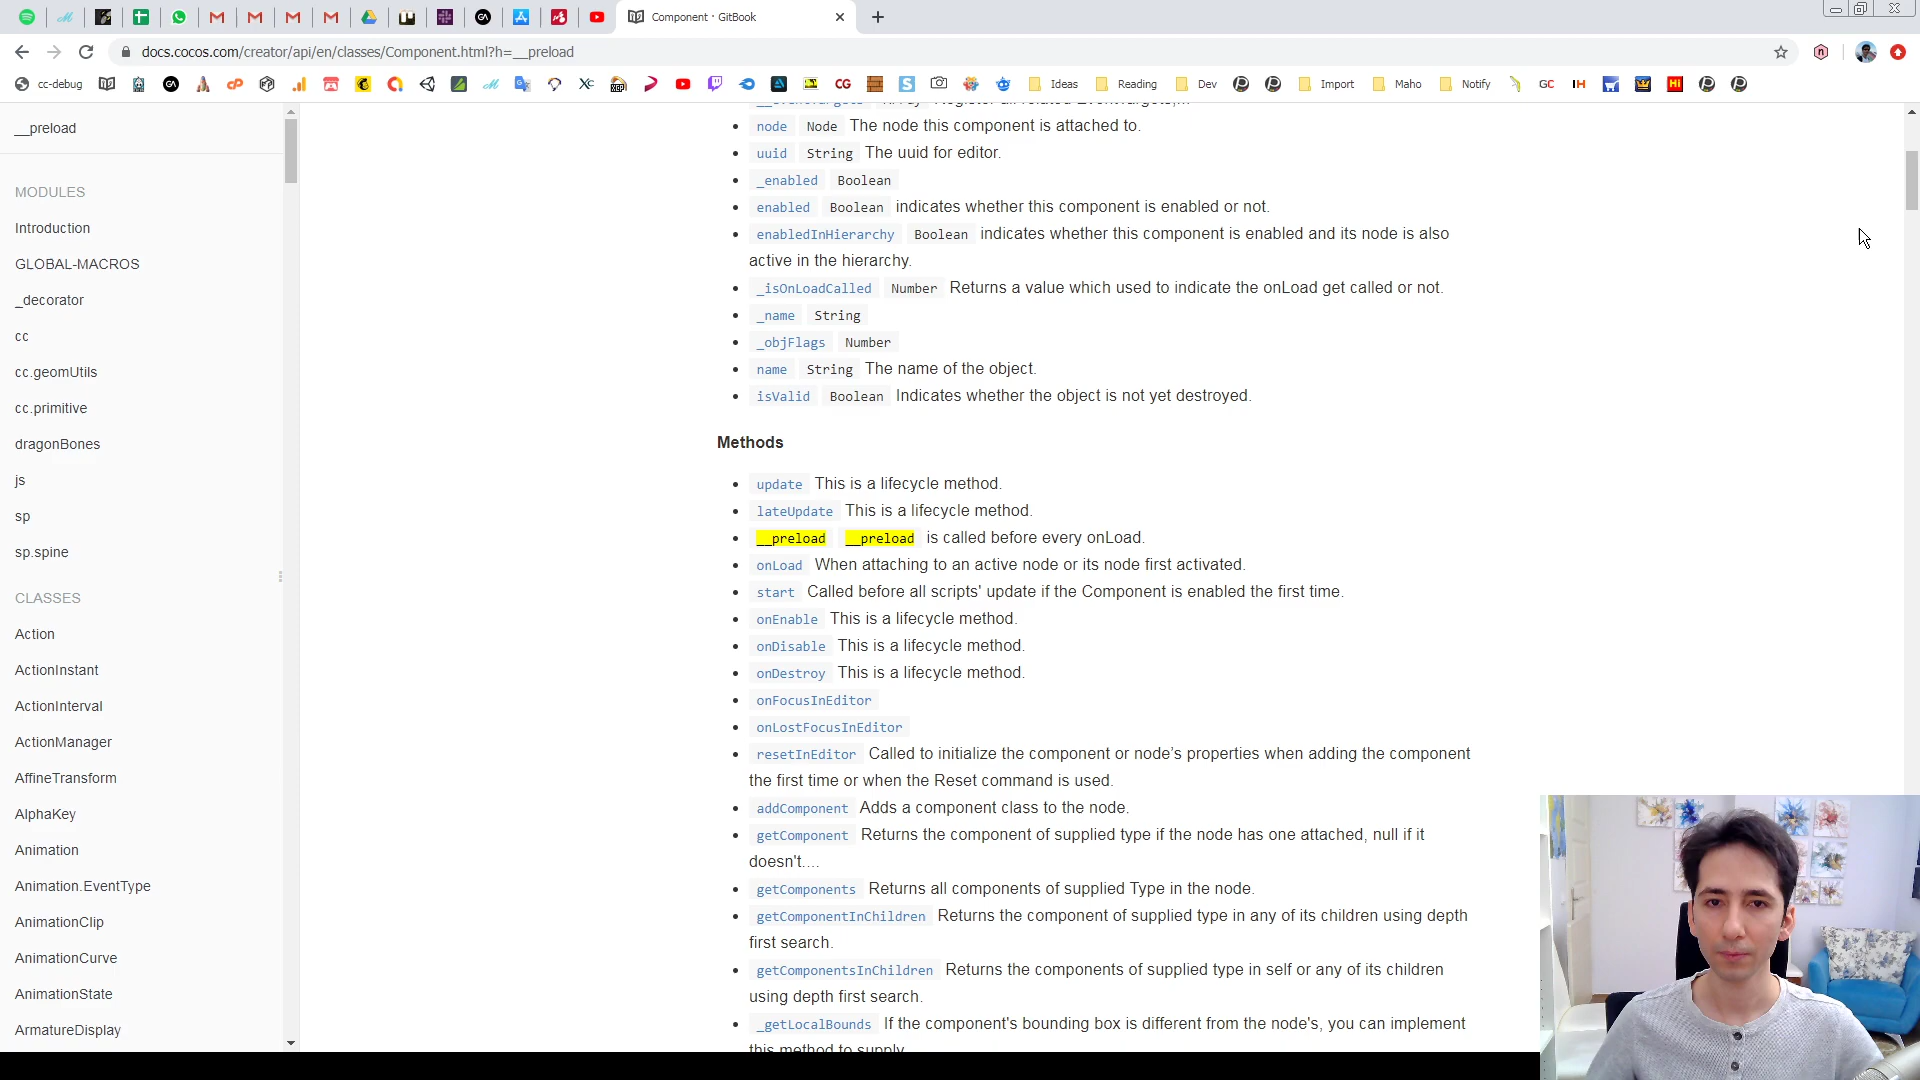 Component · GitBook
docs.cocos.com/creator/api/en/classes/Component.html?h=__preload
cc-debug Ideas Reading Dev Import Maho Notify GC IH
__preload
MODULES
Introduction
GLOBAL-MACROS
_decorator
cc
cc.geomUtils
cc.primitive
dragonBones
js
sp
sp.spine
CLASSES
Action
ActionInstant
ActionInterval
ActionManager
AffineTransform
AlphaKey
Animation
Animation.EventType
AnimationClip
AnimationCurve
AnimationState
ArmatureDisplay
node Node The node this component is attached to.
uuid String The uuid for editor.
_enabled Boolean
enabled Boolean indicates whether this component is enabled or not.
enabledInHierarchy Boolean indicates whether this component is enabled and its node is also
active in the hierarchy.
_isOnLoadCalled Number Returns a value which used to indicate the onLoad get called or not.
_name String
_objFlags Number
name String The name of the object.
isValid Boolean Indicates whether the object is not yet destroyed.
Methods
update This is a lifecycle method.
lateUpdate This is a lifecycle method.
__preload __preload is called before every onLoad.
onLoad When attaching to an active node or its node first activated.
start Called before all scripts' update if the Component is enabled the first time.
onEnable This is a lifecycle method.
onDisable This is a lifecycle method.
onDestroy This is a lifecycle method.
onFocusInEditor
onLostFocusInEditor
resetInEditor Called to initialize the component or node’s properties when adding the component
the first time or when the Reset command is used.
addComponent Adds a component class to the node.
getComponent Returns the component of supplied type if the node has one attached, null if it
doesn't....
getComponents Returns all components of supplied Type in the node.
getComponentInChildren Returns the component of supplied type in any of its children using depth
first search.
getComponentsInChildren Returns the components of supplied type in self or any of its children
using depth first search.
_getLocalBounds If the component's bounding box is different from the node's, you can implement
this method to supply